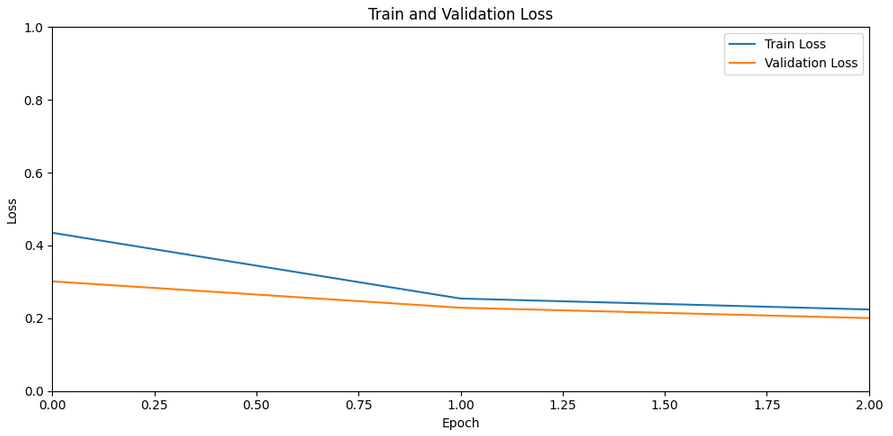 Train and Validation Loss
Train Loss
Validation Loss
1.0
0.8
0.6
0.4
0.2
0.0
Loss
0.00 0.25 0.50 0.75 1.00 1.25 1.50 1.75 2.00
Epoch